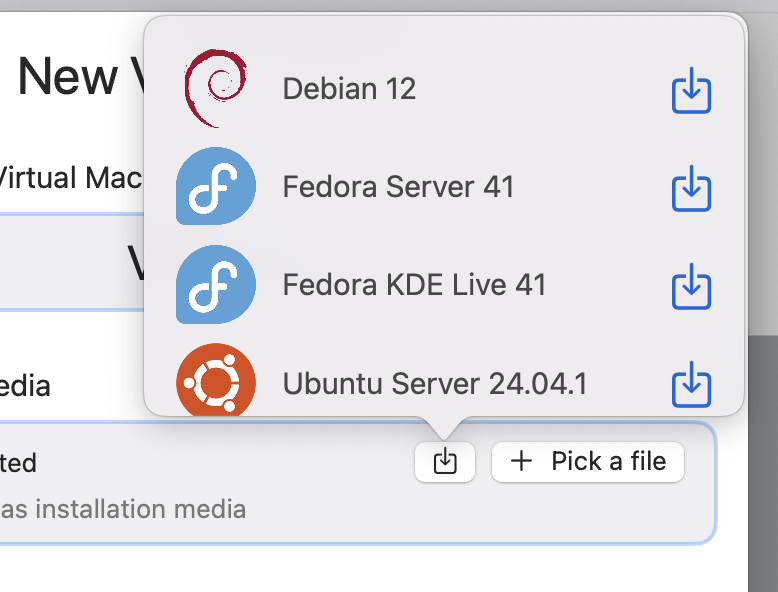 New
Debian 12
Fedora Server 41
Virtual Mac
Fedora KDE Live 41
Ubuntu Server 24.04.1
edia
ted
Pick a file
as installation media